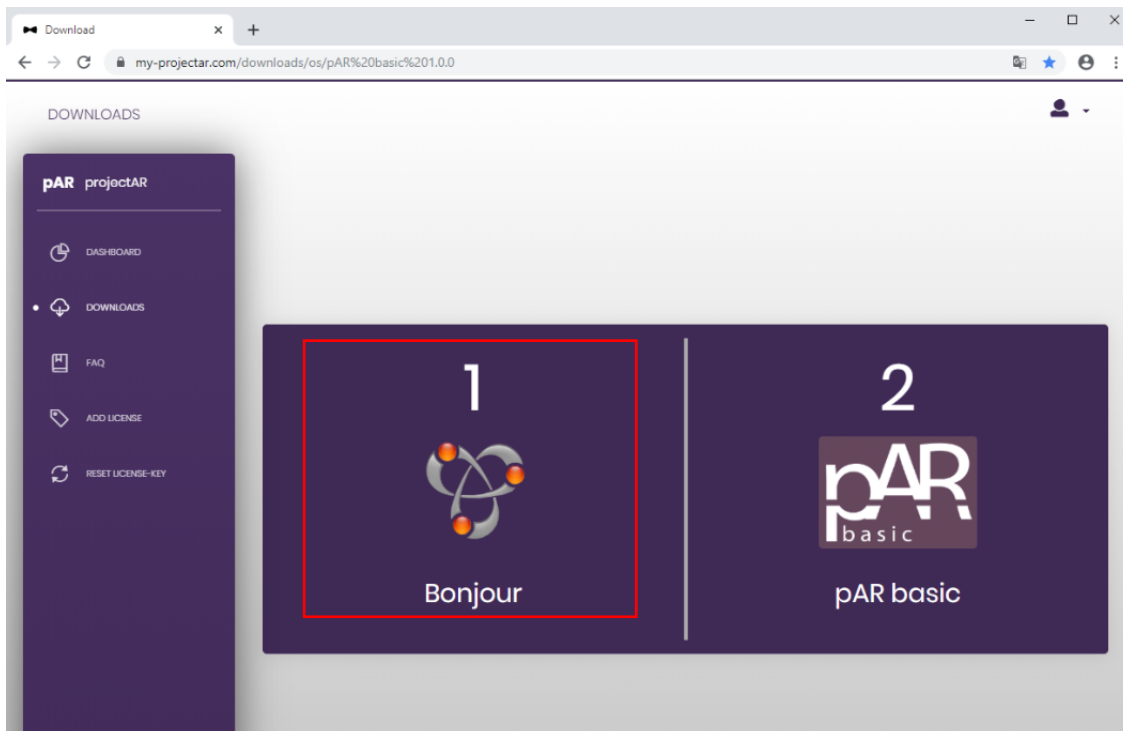 Download
my-projectar.com/downloads/os/pAR%20basic%201.0.0
DOWNLOADS
pAR projectAR
DASHBOARD
DOWNLOADS
FAQ
ADD LICENSE
RESET LICENSE-KEY
1
Bonjour
2
pAR
basic
pAR basic